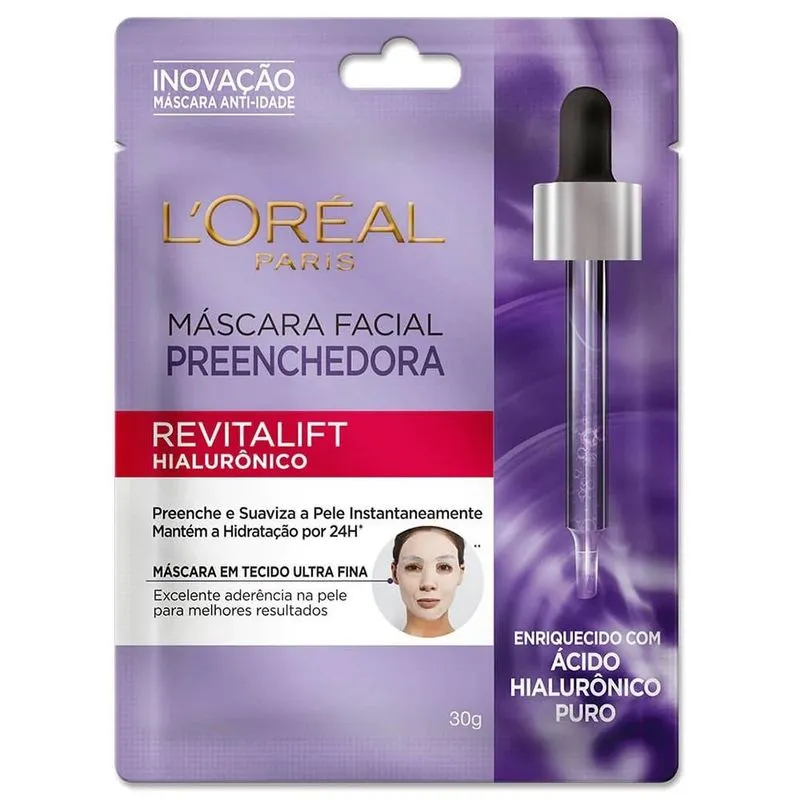 INOVAÇÃO
MÁSCARA ANTI-IDADE
L'ORÉAL
PARIS
MÁSCARA FACIAL
PREENCHEDORA
REVITALIFT
HIALURÔNICO
Preenche e Suaviza a Pele Instantaneamente
Mantém a Hidratação por 24H*
**
MÁSCARA EM TECIDO ULTRA FINA
Excelente aderência na pele
para melhores resultados
ENRIQUECIDO COM
ÁCIDO
HIALURÔNICO
PURO
30g